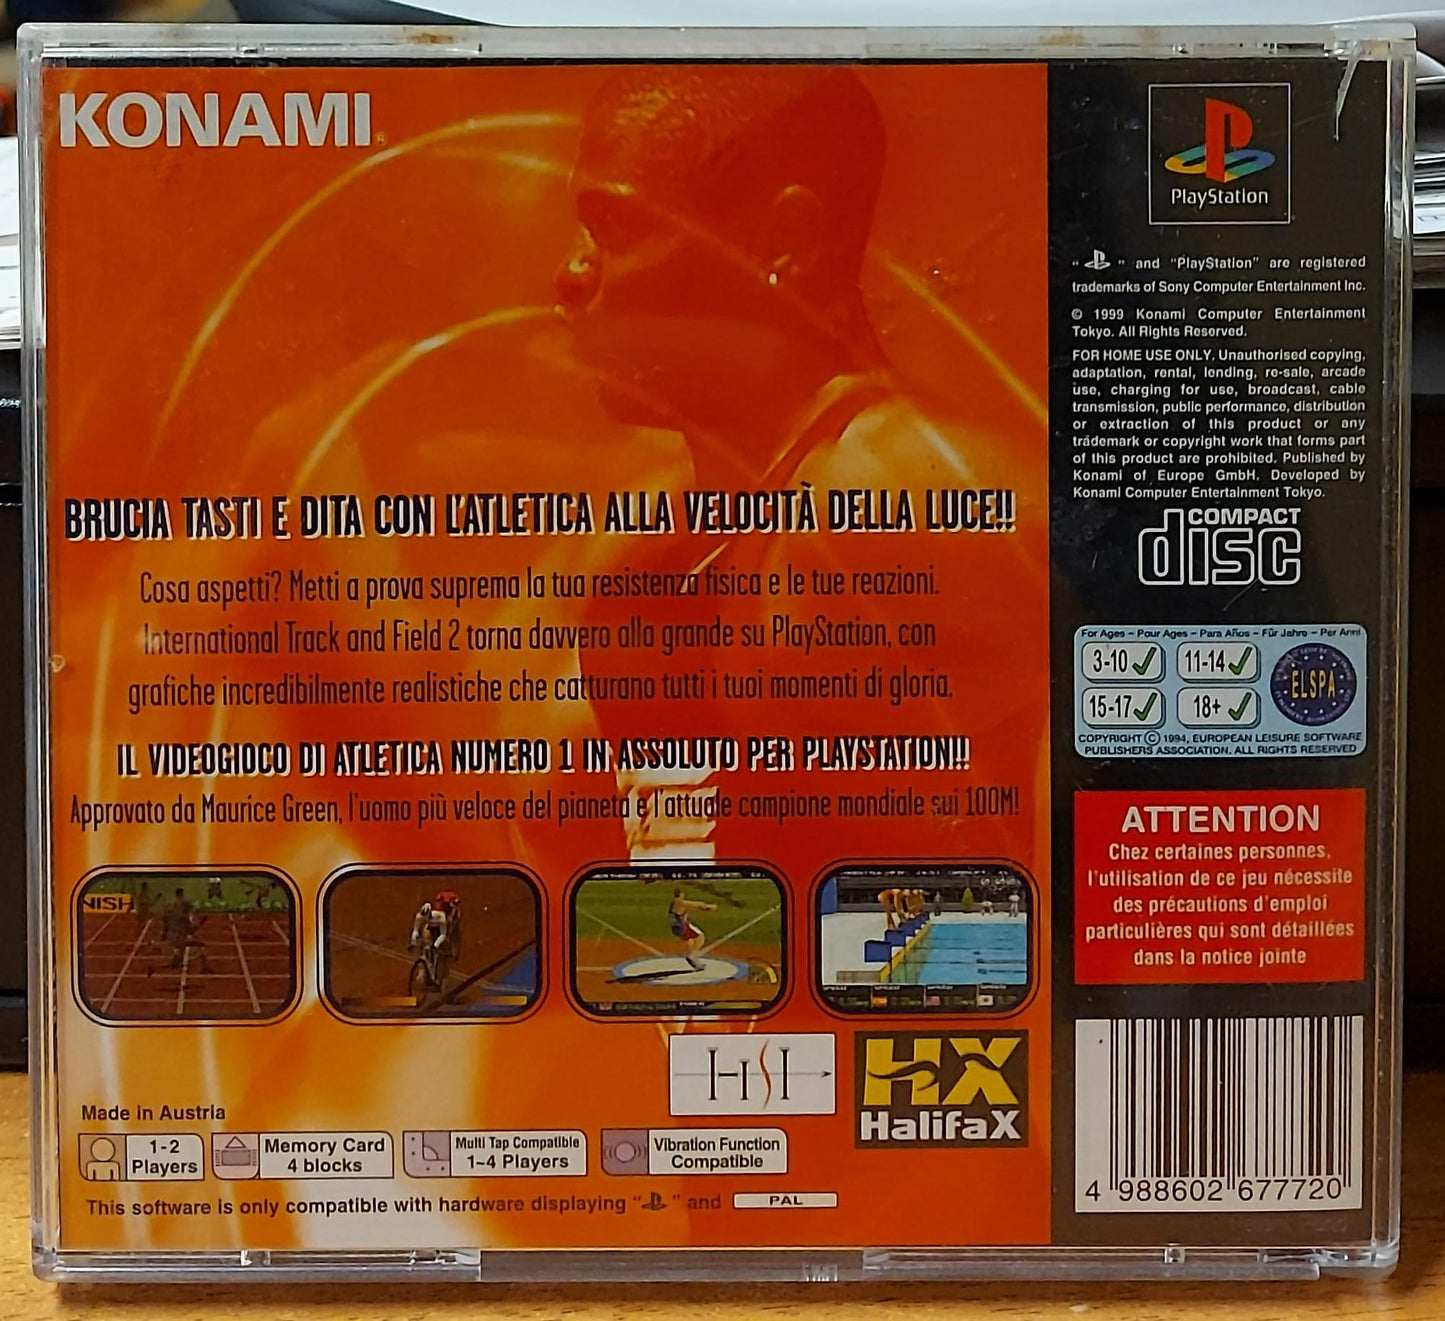 KONAMI®
BRUCIA TASTI E DITA CON L'ATLETICA ALLA VELOCITÀ DELLA LUCE!!
Cosa aspetti? Metti a prova suprema la tua resistenza fisica e le tue reazioni.
International Track and Field 2 torna davvero alla grande su PlayStation, con
grafiche incredibilmente realistiche che catturano tutti i tuoi momenti di gloria.
IL VIDEOGIOCO DI ATLETICA NUMERO 1 IN ASSOLUTO PER PLAYSTATION!!
Approvato da Maurice Green, l'uomo più veloce del pianeta e l'attuale campione mondiale sui 100M!
NISH
HSI
HX
HalifaX
Made in Austria
1-2
Players
Memory Card
4 blocks
Multi Tap Compatible
1~4 Players
Vibration Function
Compatible
This software is only compatible with hardware displaying " " and PAL
PlayStation
" " and "PlayStation" are registered
trademarks of Sony Computer Entertainment Inc.
© 1999 Konami Computer Entertainment
Tokyo. All Rights Reserved.
FOR HOME USE ONLY. Unauthorised copying,
adaptation, rental, lending, re-sale, arcade
use, charging for use, broadcast, cable
transmission, public performance, distribution
or extraction of this product or any
trademark or copyright work that forms part
of this product are prohibited. Published by
Konami of Europe GmbH. Developed by
Konami Computer Entertainment Tokyo.
COMPACT
disc
For Ages – Pour Ages – Para Años – Für Jahre – Per Anni
3-10 11-14
15-17 18+
ELSPA
COPYRIGHT © 1994, EUROPEAN LEISURE SOFTWARE
PUBLISHERS ASSOCIATION. ALL RIGHTS RESERVED
ATTENTION
Chez certaines personnes,
l'utilisation de ce jeu nécessite
des précautions d'emploi
particulières qui sont détaillées
dans la notice jointe
4 988602 677720